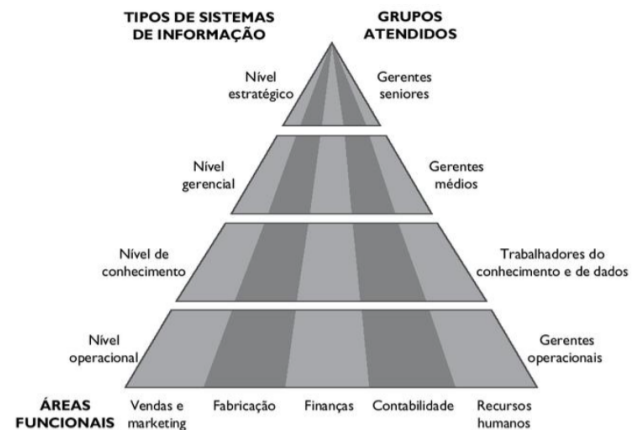 TIPOS DE SISTEMAS
DE INFORMAÇÃO
GRUPOS
ATENDIDOS
Nível
estratégico
Gerentes
seniores
Nível
gerencial
Gerentes
médios
Nível de
conhecimento
Trabalhadores do
conhecimento e de dados
Nível
operacional
Gerentes
operacionais
ÁREAS
FUNCIONAIS
Vendas e
marketing
Fabricação
Finanças
Contabilidade
Recursos
humanos